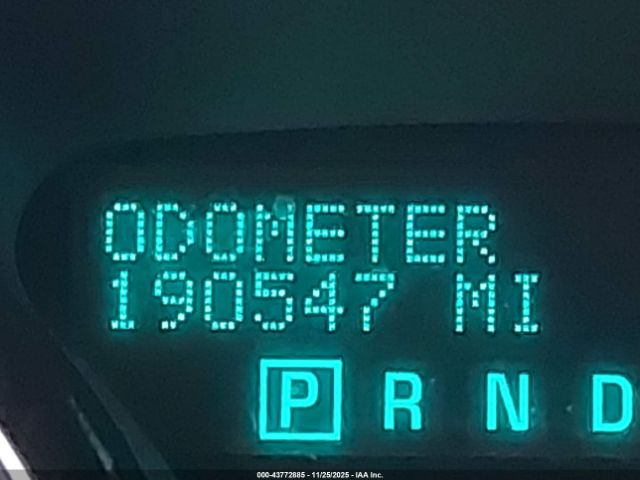 ODOMETER
190547 MI
P R N D
000-43772885 - 11/25/2025 - IAA Inc.